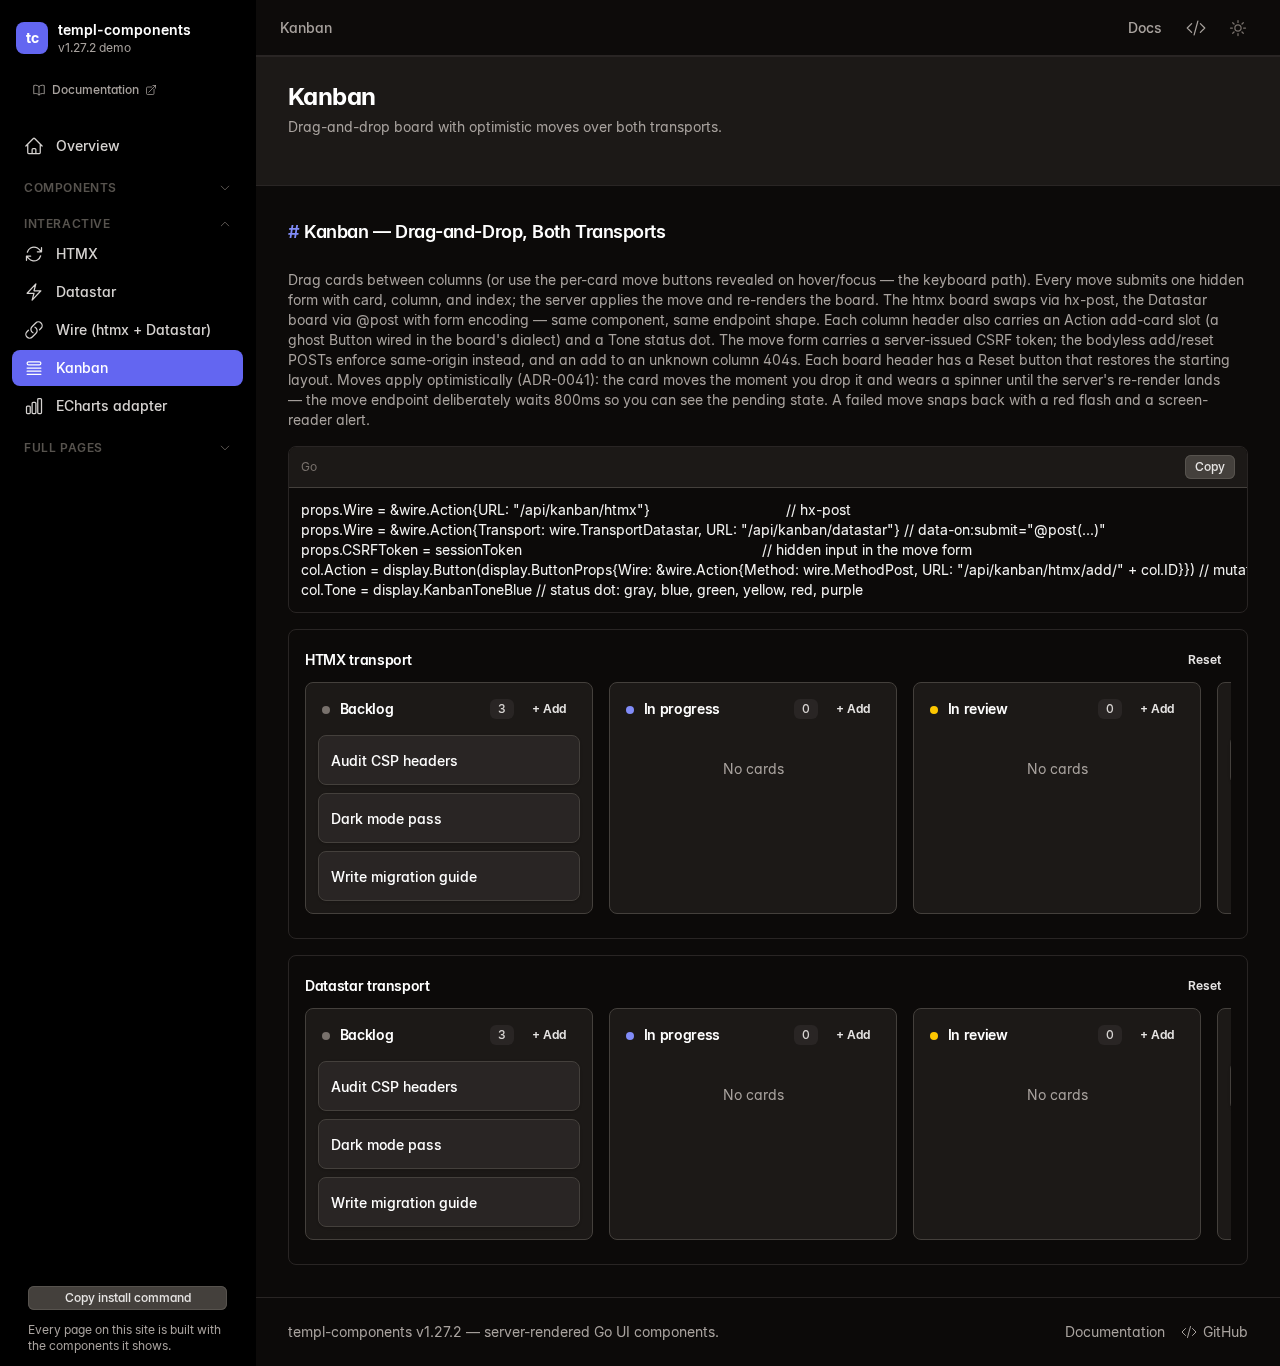 tc
templ-components
v1.27.2 demo
Documentation
Overview
COMPONENTS
INTERACTIVE
HTMX
Datastar
Wire (htmx + Datastar)
Kanban
ECharts adapter
FULL PAGES
Copy install command
Every page on this site is built with
the components it shows.
Kanban
Docs
Kanban
Drag-and-drop board with optimistic moves over both transports.
# Kanban — Drag-and-Drop, Both Transports
Drag cards between columns (or use the per-card move buttons revealed on hover/focus — the keyboard path). Every move submits one hidden
form with card, column, and index; the server applies the move and re-renders the board. The htmx board swaps via hx-post, the Datastar
board via @post with form encoding — same component, same endpoint shape. Each column header also carries an Action add-card slot (a
ghost Button wired in the board's dialect) and a Tone status dot. The move form carries a server-issued CSRF token; the bodyless add/reset
POSTs enforce same-origin instead, and an add to an unknown column 404s. Each board header has a Reset button that restores the starting
layout. Moves apply optimistically (ADR-0041): the card moves the moment you drop it and wears a spinner until the server's re-render lands
— the move endpoint deliberately waits 800ms so you can see the pending state. A failed move snaps back with a red flash and a screen-
reader alert.
Go
Copy
props.Wire = &wire.Action{URL: "/api/kanban/htmx"} // hx-post
props.Wire = &wire.Action{Transport: wire.TransportDatastar, URL: "/api/kanban/datastar"} // data-on:submit="@post(...)"
props.CSRFToken = sessionToken // hidden input in the move form
col.Action = display.Button(display.ButtonProps{Wire: &wire.Action{Method: wire.MethodPost, URL: "/api/kanban/htmx/add/" + col.ID}}) //
col.Tone = display.KanbanToneBlue // status dot: gray, blue, green, yellow, red, purple
HTMX transport
Reset
Backlog 3 + Add
Audit CSP headers
Dark mode pass
Write migration guide
In progress 0 + Add
No cards
In review 0 + Add
No cards
Datastar transport
Reset
Backlog 3 + Add
Audit CSP headers
Dark mode pass
Write migration guide
In progress 0 + Add
No cards
In review 0 + Add
No cards
templ-components v1.27.2 — server-rendered Go UI components.
Documentation
GitHub